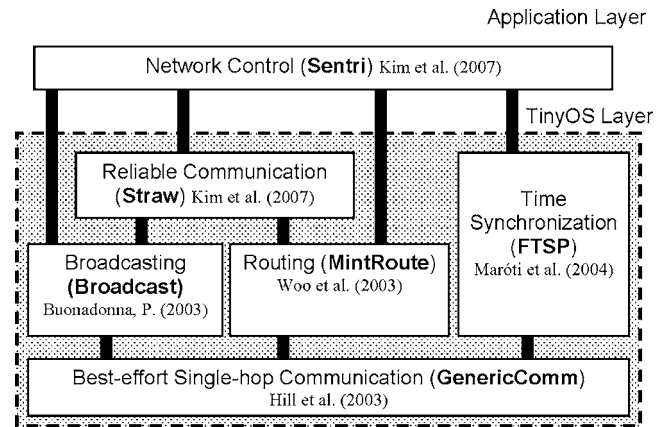 Application Layer
Network Control (Sentri) Kim et al. (2007)
TinyOS Layer
Reliable Communication
(Straw) Kim et al. (2007)
Time
Synchronization
(FTSP)
Maróti et al. (2004)
Broadcasting
(Broadcast)
Buonadonna, P. (2003)
Routing (MintRoute)
Woo et al. (2003)
Best-effort Single-hop Communication (GenericComm)
Hill et al. (2003)